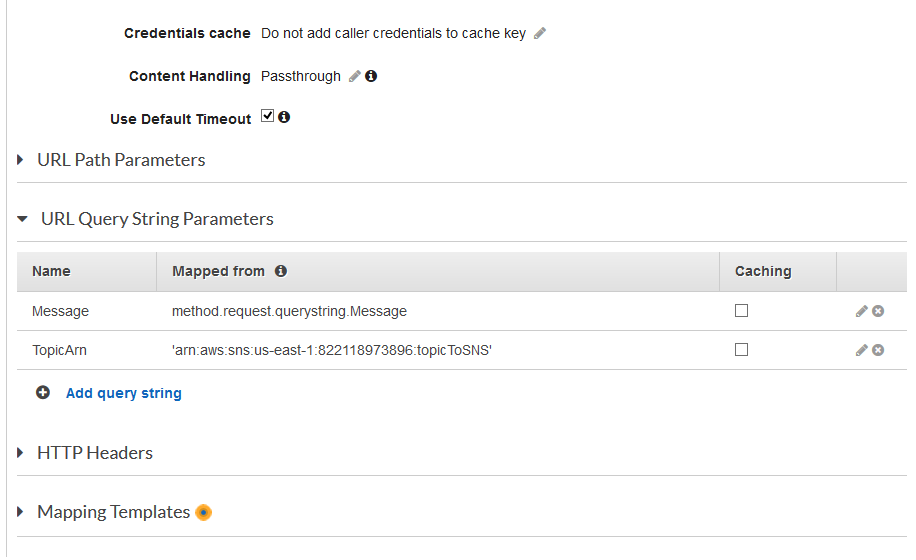 Credentials cache Do not add caller credentials to cache key
Content Handling Passthrough
Use Default Timeout
URL Path Parameters
URL Query String Parameters
Name Mapped from Caching
Message method.request.querystring.Message
TopicArn 'arn:aws:sns:us-east-1:822118973896:topicToSNS'
Add query string
HTTP Headers
Mapping Templates